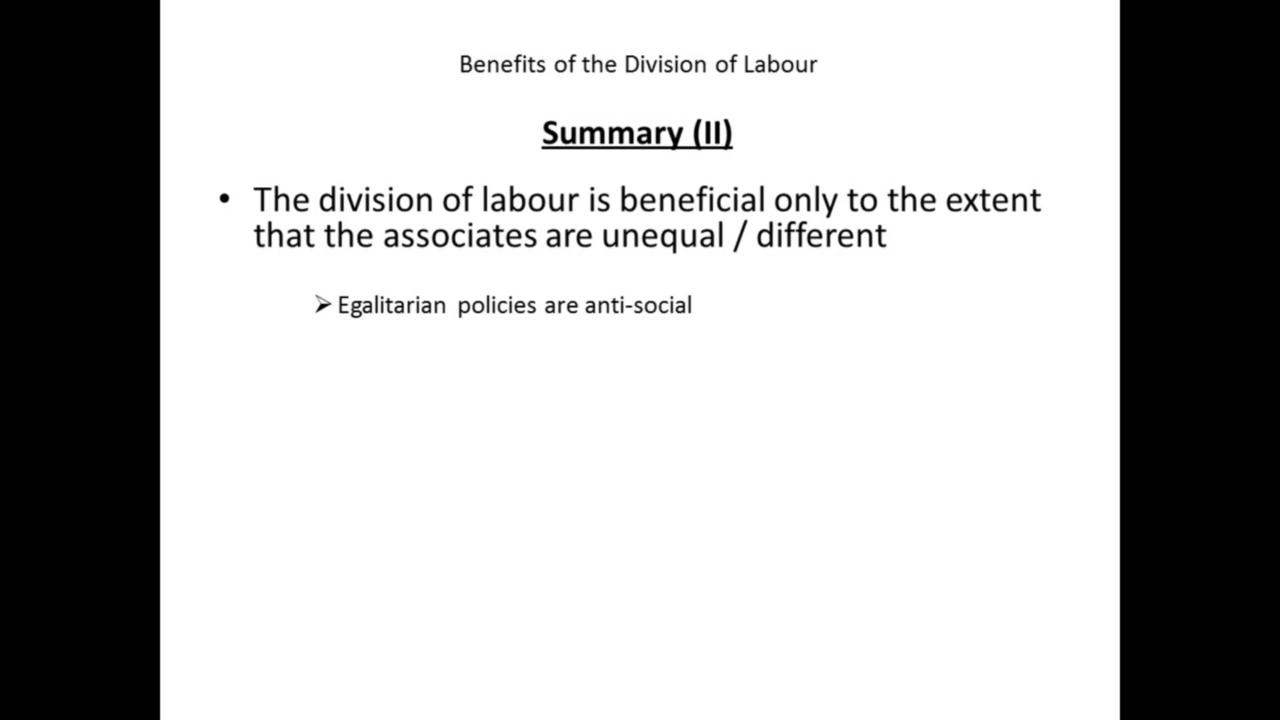 Benefits of the Division of Labour
Summary (II)
• The division of labour is beneficial only to the extent
that the associates are unequal / different
➢ Egalitarian policies are anti-social